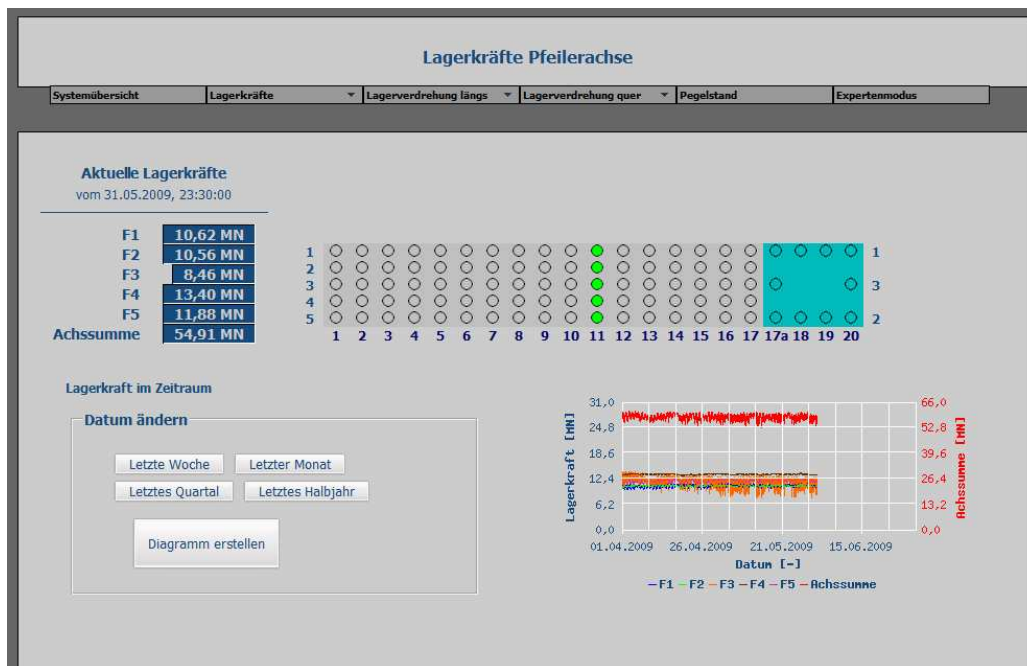 Lagerkräfte Pfeilerachse
Systemübersicht Lagerkräfte Lagerverdrehung längs Lagerverdrehung quer Pegelstand Expertenmodus
Aktuelle Lagerkräfte
vom 31.05.2009, 23:30:00
F1 10,62 MN
F2 10,56 MN
F3 8,46 MN
F4 13,40 MN
F5 11,88 MN
Achssumme 54,91 MN
1 1
2
3 3
4
5 2
1 2 3 4 5 6 7 8 9 10 11 12 13 14 15 16 17 17a 18 19 20
Lagerkraft im Zeitraum
Datum ändern
Letzte Woche Letzter Monat
Letztes Quartal Letztes Halbjahr
Diagramm erstellen
Lagerkraft [MN]
31,0 66,0
24,8 52,8
18,6 39,6
12,4 26,4
6,2 13,2
0,0 0,0
Achssumme [MN]
01.04.2009 26.04.2009 21.05.2009 15.06.2009
Datum [-]
F1 F2 F3 F4 F5 Achssumme